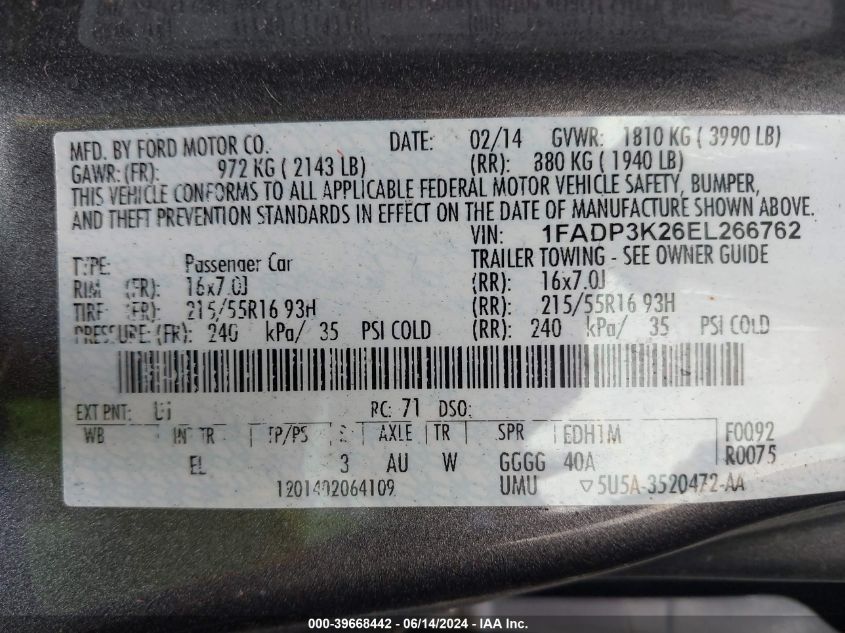 MFD. BY FORD MOTOR CO. DATE: 02/14 GVWR: 1810 KG ( 3990 LB)
GAWR: (FR): 972 KG ( 2143 LB) (RR): 380 KG ( 1940 LB)
THIS VEHICLE CONFORMS TO ALL APPLICABLE FEDERAL MOTOR VEHICLE SAFETY, BUMPER,
AND THEFT PREVENTION STANDARDS IN EFFECT ON THE DATE OF MANUFACTURE SHOWN ABOVE.
VIN: 1FADP3K26EL266762
TYPE: Passenger Car TRAILER TOWING - SEE OWNER GUIDE
RIM (FR): 16x7.0J (RR): 16x7.0J
TIRE (FR): 215/55R16 93H (RR): 215/55R16 93H
PRESSURE: (FR): 240 kPa/ 35 PSI COLD (RR): 240 kPa/ 35 PSI COLD
EXT PNT: RC: 71 DSO:
WB INT TR TP/PS AXLE TR SPR EDH1M F0092
EL 3 AU W GGGG 40A R0075
UMU ▽5U5A-3520472-AA
000-39668442 - 06/14/2024 - IAA Inc.